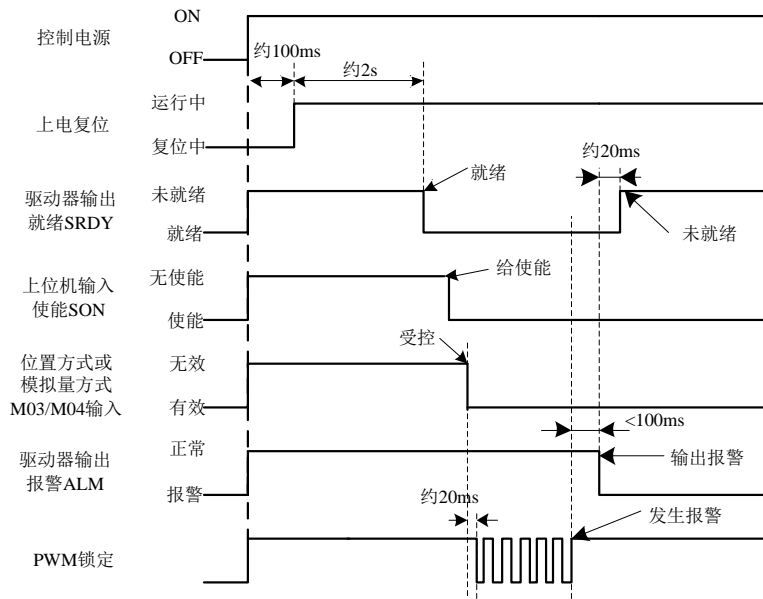 ON
控制电源
OFF
约100ms
约2s
运行中
上电复位
复位中
约20ms
就绪
未就绪
驱动器输出
就绪SRDY
就绪
未就绪
给使能
无使能
上位机输入
使能SON
使能
受控
位置方式或
模拟量方式
M03/M04输入
无效
有效
<100ms
正常
驱动器输出
报警ALM
报警
输出报警
约20ms
发生报警
PWM锁定